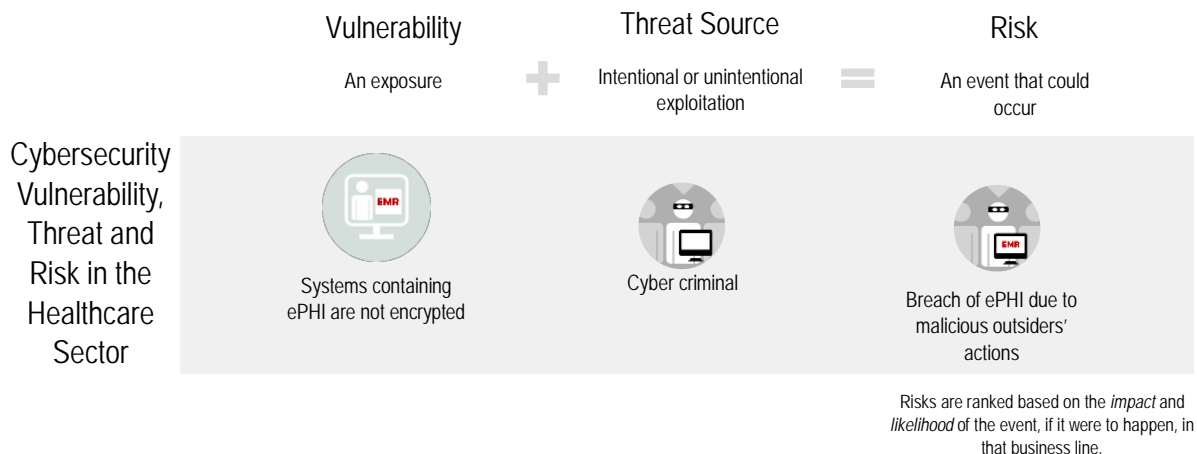 Vulnerability
Threat Source
Risk
An exposure
+
Intentional or unintentional
exploitation
=
An event that could
occur
Cybersecurity
Vulnerability,
Threat and
Risk in the
Healthcare
Sector
EMR
Systems containing
ePHI are not encrypted
Cyber criminal
EMR
Breach of ePHI due to
malicious outsiders’
actions
Risks are ranked based on the impact and
likelihood of the event, if it were to happen, in
that business line.